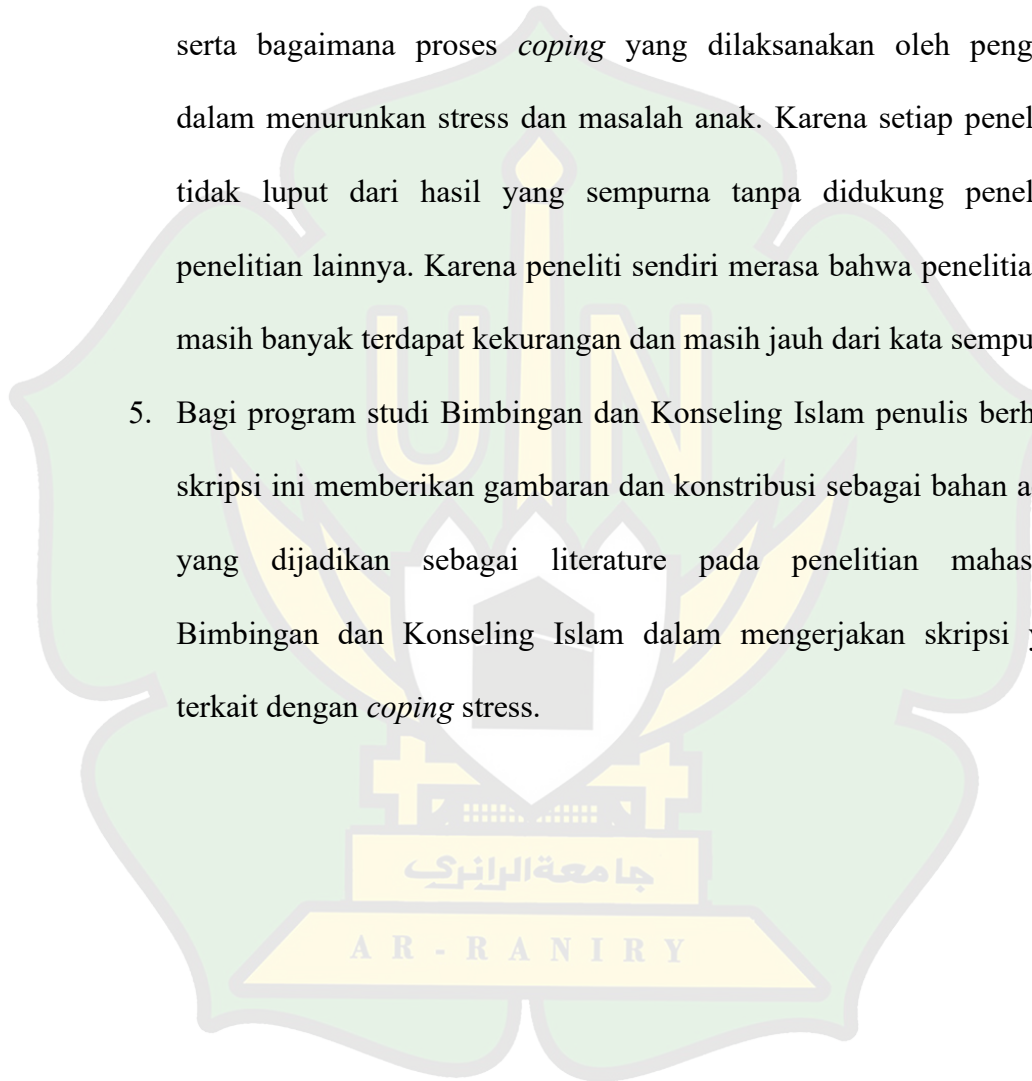 serta bagaimana proses coping yang dilaksanakan oleh peng
dalam menurunkan stress dan masalah anak. Karena setiap penel
tidak luput dari hasil yang sempurna tanpa didukung penel
penelitian lainnya. Karena peneliti sendiri merasa bahwa penelitia
masih banyak terdapat kekurangan dan masih jauh dari kata sempu
5. Bagi program studi Bimbingan dan Konseling Islam penulis berh
skripsi ini memberikan gambaran dan konstribusi sebagai bahan a
yang dijadikan sebagai literature pada penelitian mahas
Bimbingan dan Konseling Islam dalam mengerjakan skripsi y
terkait dengan coping stress.
UIN
جامعة الرانري
AR-RANIRY